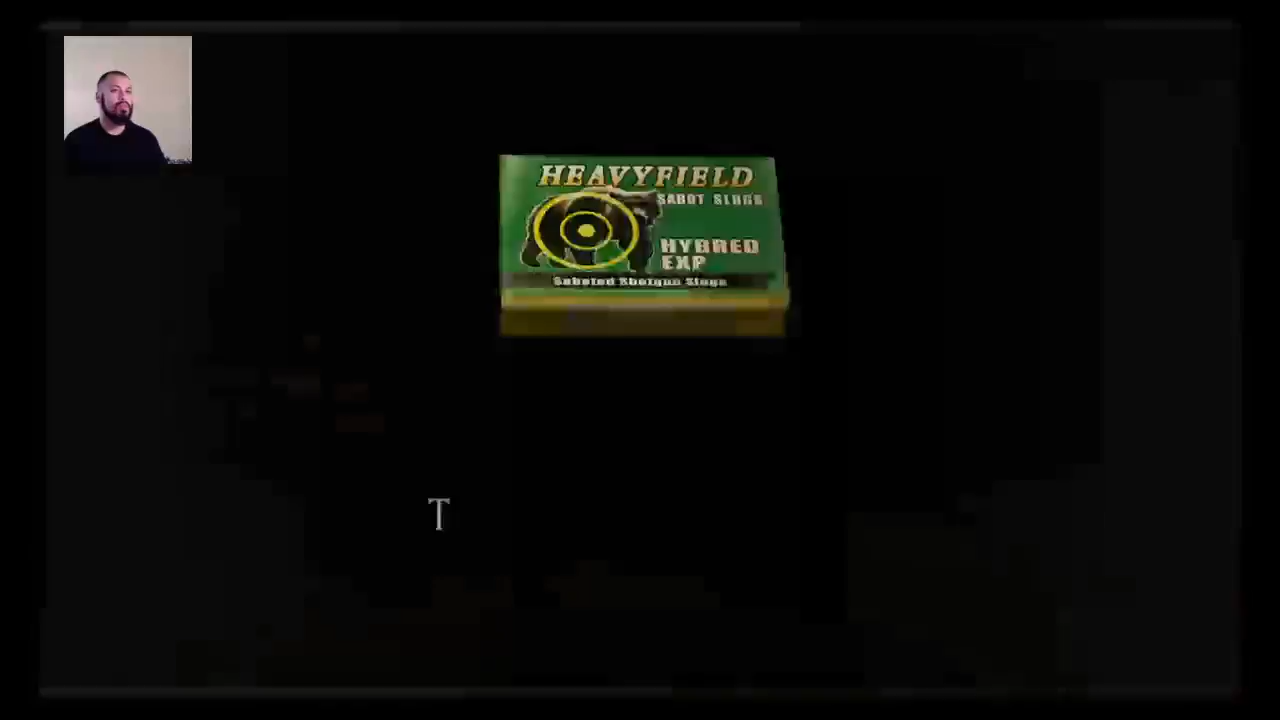 HEAVYFIELD
SABOT SLUGS
HYBRED
EXP
Saboted Shotgun Slugs
T